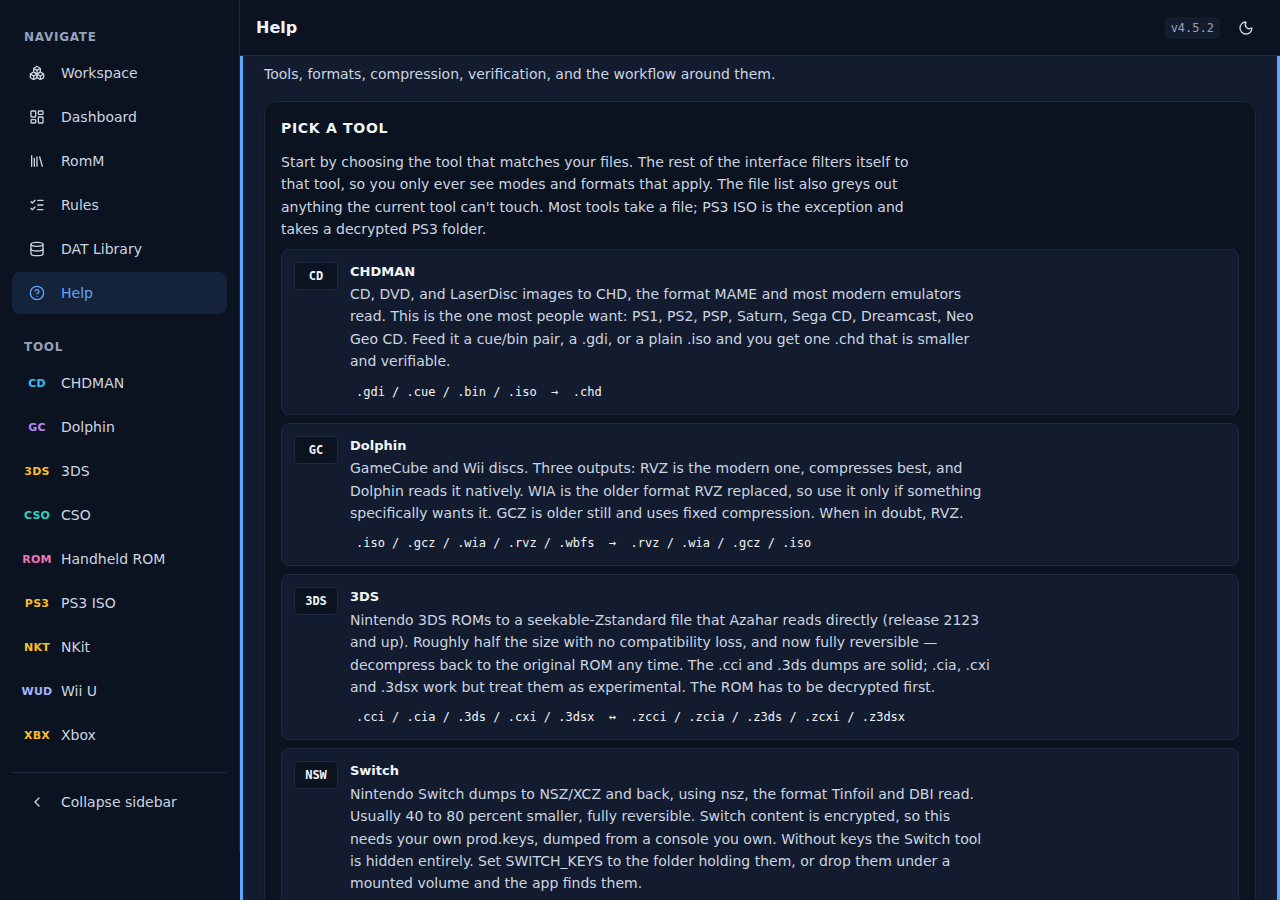 NAVIGATE
Workspace
Dashboard
RomM
Rules
DAT Library
Help
TOOL
CD CHDMAN
GC Dolphin
3DS 3DS
CSO CSO
ROM Handheld ROM
PS3 PS3 ISO
NKT NKit
WUD Wii U
XBX Xbox
Collapse sidebar
Help
v4.5.2
Tools, formats, compression, verification, and the workflow around them.
PICK A TOOL
Start by choosing the tool that matches your files. The rest of the interface filters itself to
that tool, so you only ever see modes and formats that apply. The file list also greys out
anything the current tool can't touch. Most tools take a file; PS3 ISO is the exception and
takes a decrypted PS3 folder.
CD CHDMAN
CD, DVD, and LaserDisc images to CHD, the format MAME and most modern emulators
read. This is the one most people want: PS1, PS2, PSP, Saturn, Sega CD, Dreamcast, Neo
Geo CD. Feed it a cue/bin pair, a .gdi, or a plain .iso and you get one .chd that is smaller
and verifiable.
.gdi / .cue / .bin / .iso → .chd
GC Dolphin
GameCube and Wii discs. Three outputs: RVZ is the modern one, compresses best, and
Dolphin reads it natively. WIA is the older format RVZ replaced, so use it only if something
specifically wants it. GCZ is older still and uses fixed compression. When in doubt, RVZ.
.iso / .gcz / .wia / .rvz / .wbfs → .rvz / .wia / .gcz / .iso
3DS 3DS
Nintendo 3DS ROMs to a seekable-Zstandard file that Azahar reads directly (release 2123
and up). Roughly half the size with no compatibility loss, and now fully reversible —
decompress back to the original ROM any time. The .cci and .3ds dumps are solid; .cia, .cxi
and .3dsx work but treat them as experimental. The ROM has to be decrypted first.
.cci / .cia / .3ds / .cxi / .3dsx ↔ .zcci / .zcia / .z3ds / .zcxi / .z3dsx
NSW Switch
Nintendo Switch dumps to NSZ/XCZ and back, using nsz, the format Tinfoil and DBI read.
Usually 40 to 80 percent smaller, fully reversible. Switch content is encrypted, so this
needs your own prod.keys, dumped from a console you own. Without keys the Switch tool
is hidden entirely. Set SWITCH_KEYS to the folder holding them, or drop them under a
mounted volume and the app finds them.